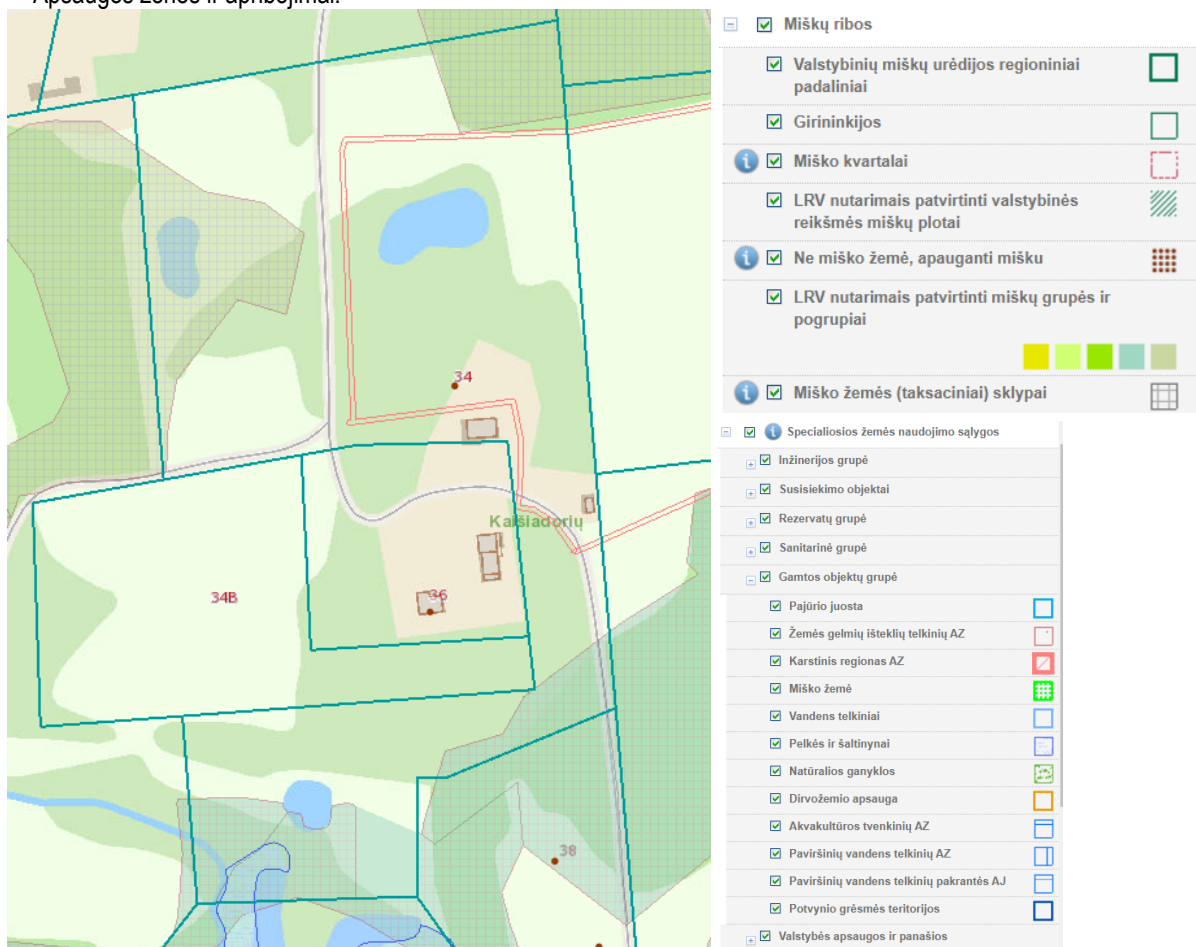 Apsaugos zonos ir apribojimai.
34
Kaišiadorių
34B
36
38
Miškų ribos
Valstybinių miškų urėdijos regioniniai
padaliniai
Girininkijos
Miško kvartalai
LRV nutarimais patvirtinti valstybinės
reikšmės miškų plotai
Ne miško žemė, apauganti mišku
LRV nutarimais patvirtinti miškų grupės ir
pogrupiai
Miško žemės (taksaciniai) sklypai
Specialiosios žemės naudojimo sąlygos
Inžinerijos grupė
Susisiekimo objektai
Rezervatų grupė
Sanitarinė grupė
Gamtos objektų grupė
Pajūrio juosta
Žemės gelmių išteklių telkinių AZ
Karstinis regionas AZ
Miško žemė
Vandens telkiniai
Pelkės ir šaltinynai
Natūralios ganyklos
Dirvožemio apsauga
Akvakultūros tvenkinių AZ
Paviršinių vandens telkinių AZ
Paviršinių vandens telkinių pakrantės AJ
Potvynio grėsmės teritorijos
Valstybės apsaugos ir panašios